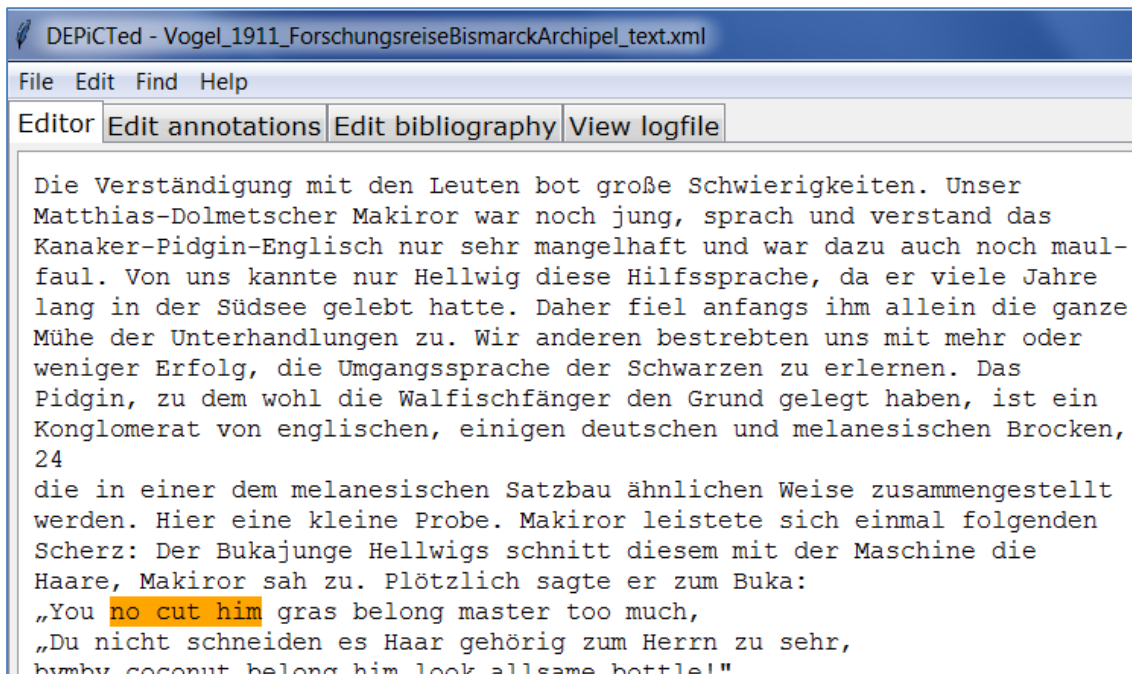 DEPiCTed - Vogel_1911_ForschungsreiseBismarckArchipel_text.xml
File Edit Find Help
Editor Edit annotations Edit bibliography View logfile
Die Verständigung mit den Leuten bot große Schwierigkeiten. Unser
Matthias-Dolmetscher Makiror war noch jung, sprach und verstand das
Kanaker-Pidgin-Englisch nur sehr mangelhaft und war dazu auch noch maul-
faul. Von uns kannte nur Hellwig diese Hilfssprache, da er viele Jahre
lang in der Südsee gelebt hatte. Daher fiel anfangs ihm allein die ganze
Mühe der Unterhandlungen zu. Wir anderen bestrebten uns mit mehr oder
weniger Erfolg, die Umgangssprache der Schwarzen zu erlernen. Das
Pidgin, zu dem wohl die Walfischfänger den Grund gelegt haben, ist ein
Konglomerat von englischen, einigen deutschen und melanesischen Brocken,
24
die in einer dem melanesischen Satzbau ähnlichen Weise zusammengestellt
werden. Hier eine kleine Probe. Makiror leistete sich einmal folgenden
Scherz: Der Bukajunge Hellwigs schnitt diesem mit der Maschine die
Haare, Makiror sah zu. Plötzlich sagte er zum Buka:
„You no cut him gras belong master too much,
„Du nicht schneiden es Haar gehörig zum Herrn zu sehr,
bymby coconut belong him look allsame bottle!"